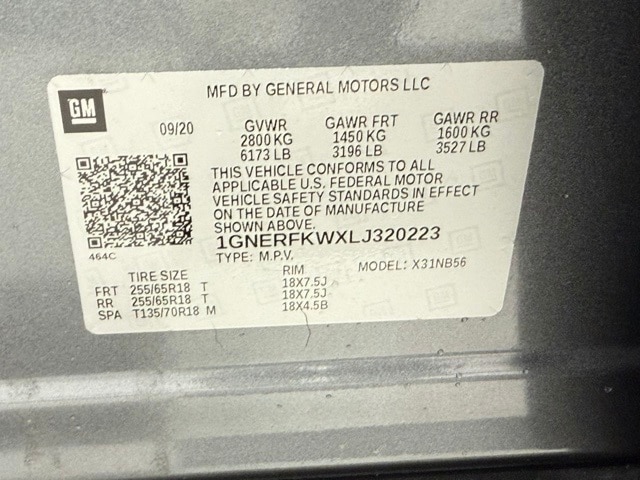 GM
MFD BY GENERAL MOTORS LLC
09/20 GVWR GAWR FRT GAWR RR
2800 KG 1450 KG 1600 KG
6173 LB 3196 LB 3527 LB
THIS VEHICLE CONFORMS TO ALL
APPLICABLE U.S. FEDERAL MOTOR
VEHICLE SAFETY STANDARDS IN EFFECT
ON THE DATE OF MANUFACTURE
SHOWN ABOVE.
464C
1GNERFKWXLJ320223
TYPE: M.P.V. MODEL: X31NB56
TIRE SIZE RIM
FRT 255/65R18 T 18X7.5J
RR 255/65R18 T 18X7.5J
SPA T135/70R18 M 18X4.5B